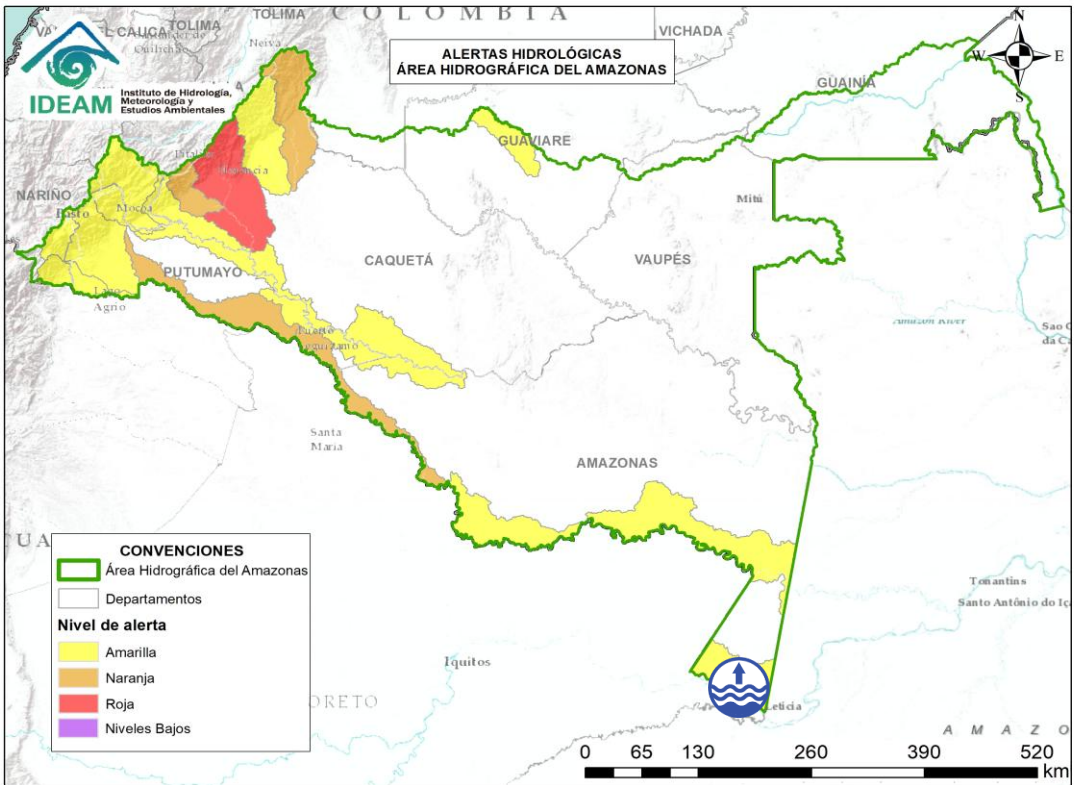 COLOMBIA
TOLIMA
TOLIMA
CAUCA
Neiva
VICHADA
ALERTAS HIDROLÓGICAS
ÁREA HIDROGRÁFICA DEL AMAZONAS
N
W
E
S
IDEAM
Instituto de Hidrología,
Meteorología y
Estudios Ambientales
GUAINÍA
GUAVIARE
NARIÑO
Pasto
Mocoa
Mitú
CAQUETÁ
VAUPÉS
PUTUMAYO
Lago
Agrio
Puerto
Amazon River
Santa
Maria
AMAZONAS
CONVENCIONES
Área Hidrográfica del Amazonas
Departamentos
Nivel de alerta
Amarilla
Naranja
Roja
Niveles Bajos
Tonantins
Santo Antônio do Iç
Iquitos
ORETO
Leticia
AMAZO
0 65 130 260 390 520
km